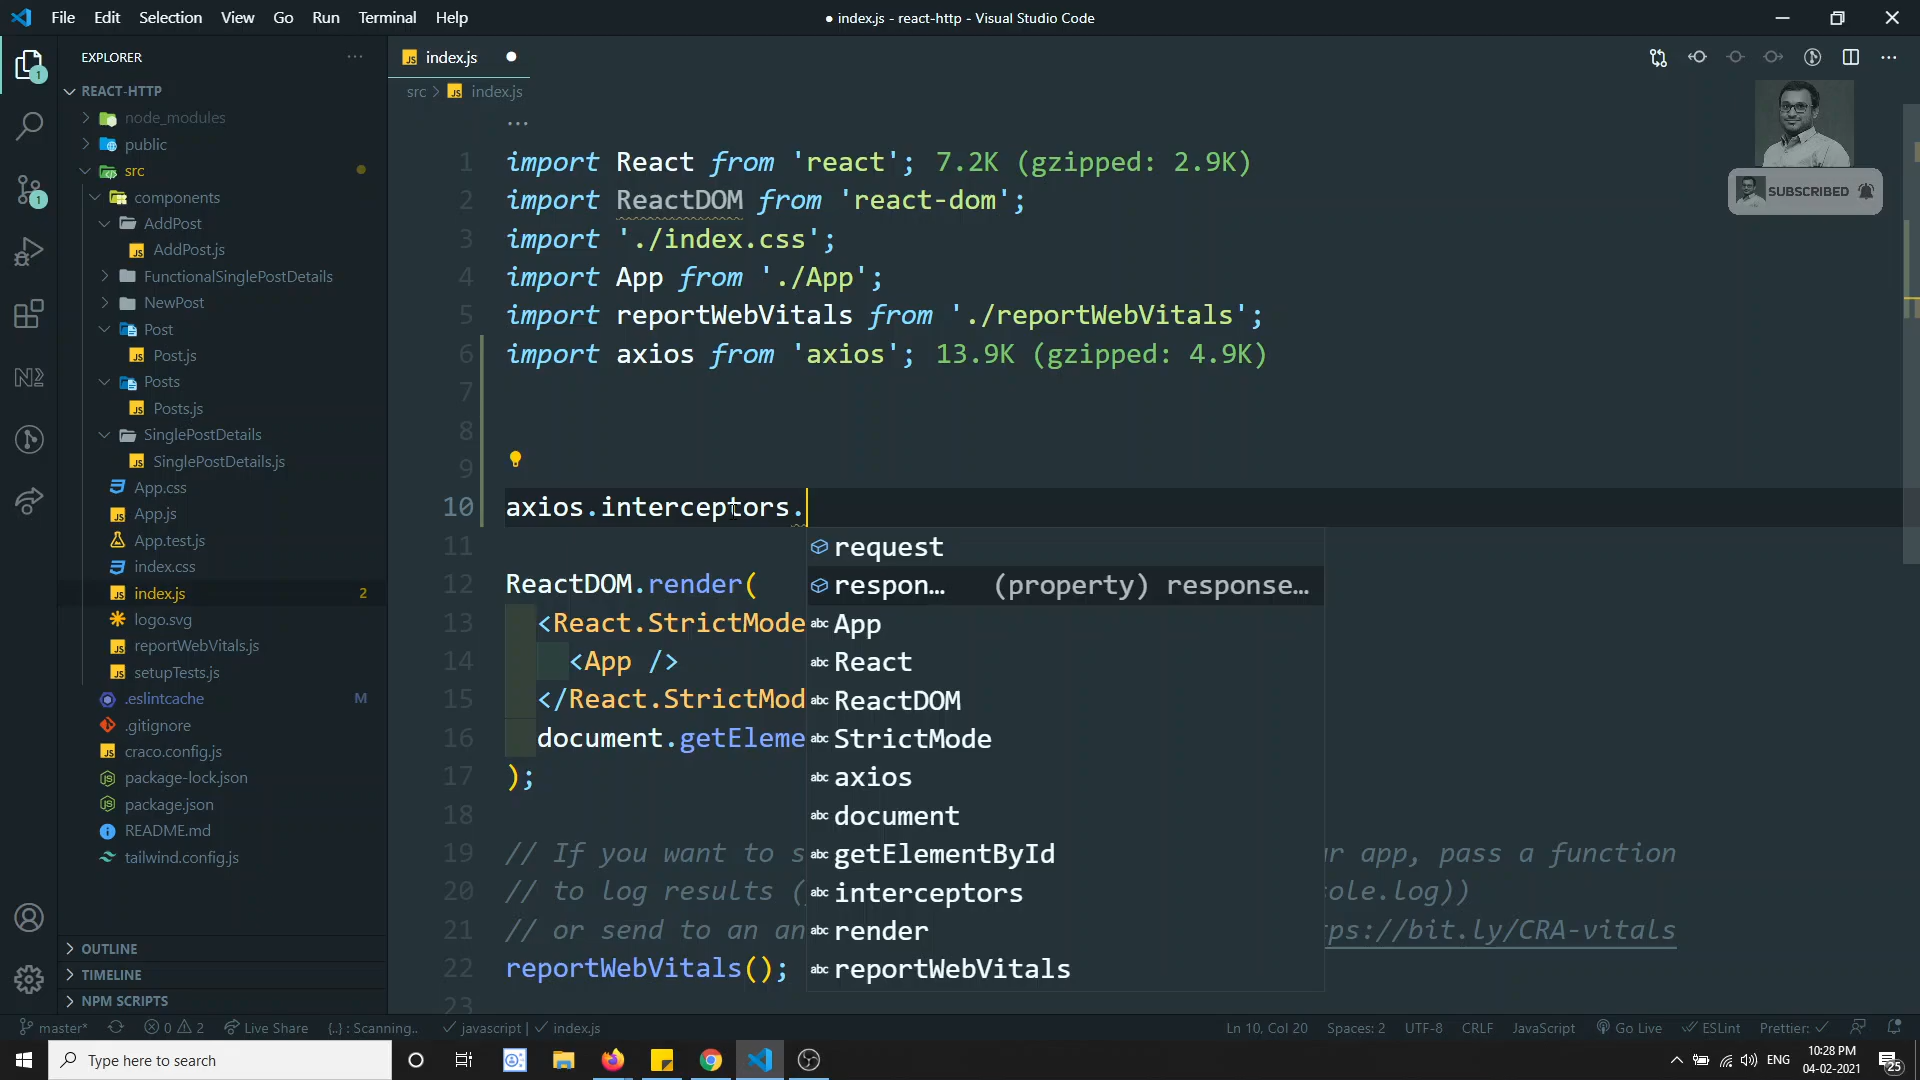 File Edit Selection View Go Run Terminal Help
● index.js - react-http - Visual Studio Code
EXPLORER
REACT-HTTP
node_modules
public
src
components
AddPost
AddPost.js
FunctionalSinglePostDetails
NewPost
Post
Post.js
Posts
Posts.js
SinglePostDetails
SinglePostDetails.js
App.css
App.js
App.test.js
index.css
index.js 2
logo.svg
reportWebVitals.js
setupTests.js
.eslintcache M
.gitignore
craco.config.js
package-lock.json
package.json
README.md
tailwind.config.js
OUTLINE
TIMELINE
NPM SCRIPTS
1
1
index.js
src > index.js
...
1 import React from 'react'; 7.2K (gzipped: 2.9K)
2 import ReactDOM from 'react-dom';
3 import './index.css';
4 import App from './App';
5 import reportWebVitals from './reportWebVitals';
6 import axios from 'axios'; 13.9K (gzipped: 4.9K)
7
8
9
10 axios.interceptors.
11
12 ReactDOM.render(
13 <React.StrictMode
14 <App />
15 </React.StrictMod
16 document.getEleme
17 );
18
19 // If you want to s r app, pass a function
20 // to log results ( ole.log))
21 // or send to an an ps://bit.ly/CRA-vitals
22 reportWebVitals();
23
request
respon... (property) response...
App
React
ReactDOM
StrictMode
axios
document
getElementById
interceptors
render
reportWebVitals
SUBSCRIBED
master* 0 2 Live Share {..} : Scanning.. javascript | index.js
Ln 10, Col 20 Spaces: 2 UTF-8 CRLF JavaScript Go Live ESLint Prettier:
Type here to search
ENG
10:28 PM
04-02-2021
25